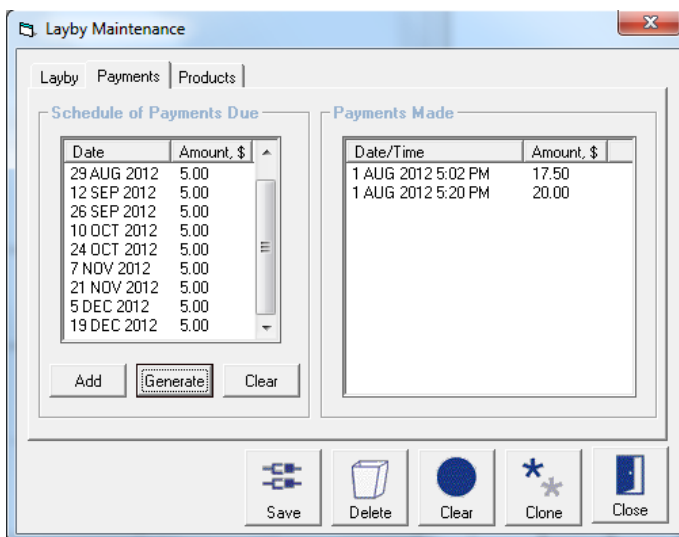 Layby Maintenance
Layby Payments Products
Schedule of Payments Due
Date Amount, $
29 AUG 2012 5.00
12 SEP 2012 5.00
26 SEP 2012 5.00
10 OCT 2012 5.00
24 OCT 2012 5.00
7 NOV 2012 5.00
21 NOV 2012 5.00
5 DEC 2012 5.00
19 DEC 2012 5.00
Add Generate Clear
Payments Made
Date/Time Amount, $
1 AUG 2012 5:02 PM 17.50
1 AUG 2012 5:20 PM 20.00
Save Delete Clear Clone Close